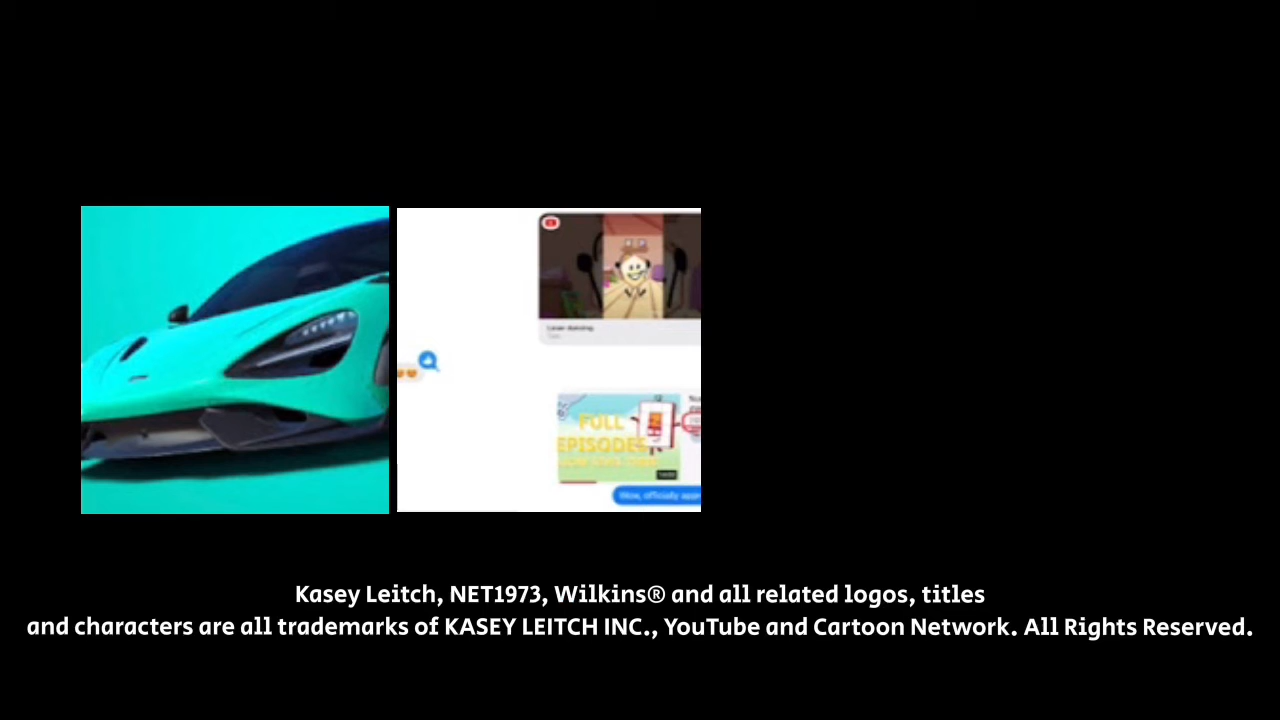 FULL
EPISODES
Kasey Leitch, NET1973, Wilkins® and all related logos, titles
and characters are all trademarks of KASEY LEITCH INC., YouTube and Cartoon Network. All Rights Reserved.